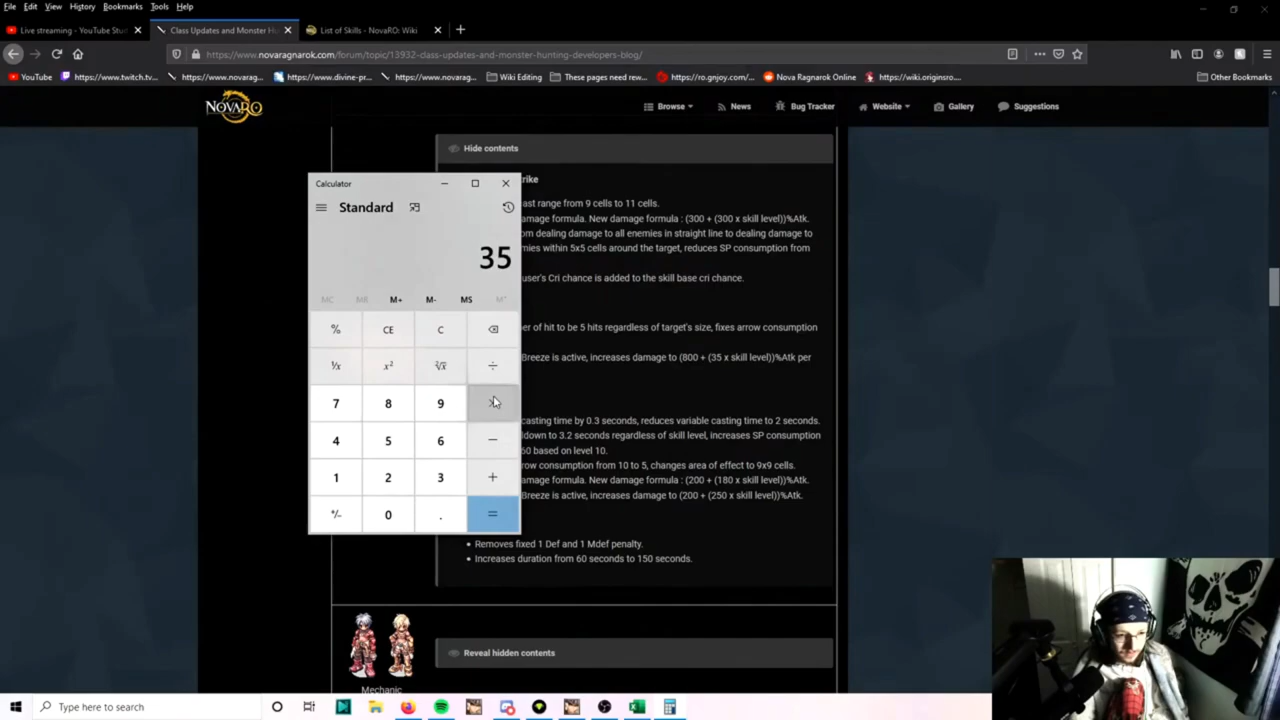 File Edit View History Bookmarks Tools Help
Live streaming - YouTube Stu
Class Updates and Monster Hu
List of Skills - NovaRO: Wiki
https://www.novaragnarok.com/forum/topic/13932-class-updates-and-monster-hunting-developers-blog/
YouTube
https://www.twitch.tv...
https://www.novarag...
https://www.divine-pr...
https://www.novarag...
Wiki Editing
These pages need rew...
https://ro.gnjoy.com/...
Nova Ragnarok Online
https://wiki.originsro....
Other Bookmarks
NOVARO
Browse
News
Bug Tracker
Website
Gallery
Suggestions
Hide contents
rike
ast range from 9 cells to 11 cells.
amage formula. New damage formula : (300 + (300 x skill level))%Atk.
om dealing damage to all enemies in straight line to dealing damage to
mies within 5x5 cells around the target, reduces SP consumption from
user's Cri chance is added to the skill base cri chance.
er of hit to be 5 hits regardless of target's size, fixes arrow consumption
Breeze is active, increases damage to (800 + (35 x skill level))%Atk per
casting time by 0.3 seconds, reduces variable casting time to 2 seconds.
ldown to 3.2 seconds regardless of skill level, increases SP consumption
60 based on level 10.
row consumption from 10 to 5, changes area of effect to 9x9 cells.
amage formula. New damage formula : (200 + (180 x skill level))%Atk.
Breeze is active, increases damage to (200 + (250 x skill level))%Atk.
• Removes fixed 1 Def and 1 Mdef penalty.
• Increases duration from 60 seconds to 150 seconds.
Calculator
Standard
35
MC MR M+ M- MS M˅
% CE C
¹/x x² ²√x ÷
7 8 9
4 5 6 −
1 2 3 +
+/- 0 . =
Reveal hidden contents
Mechanic
Type here to search